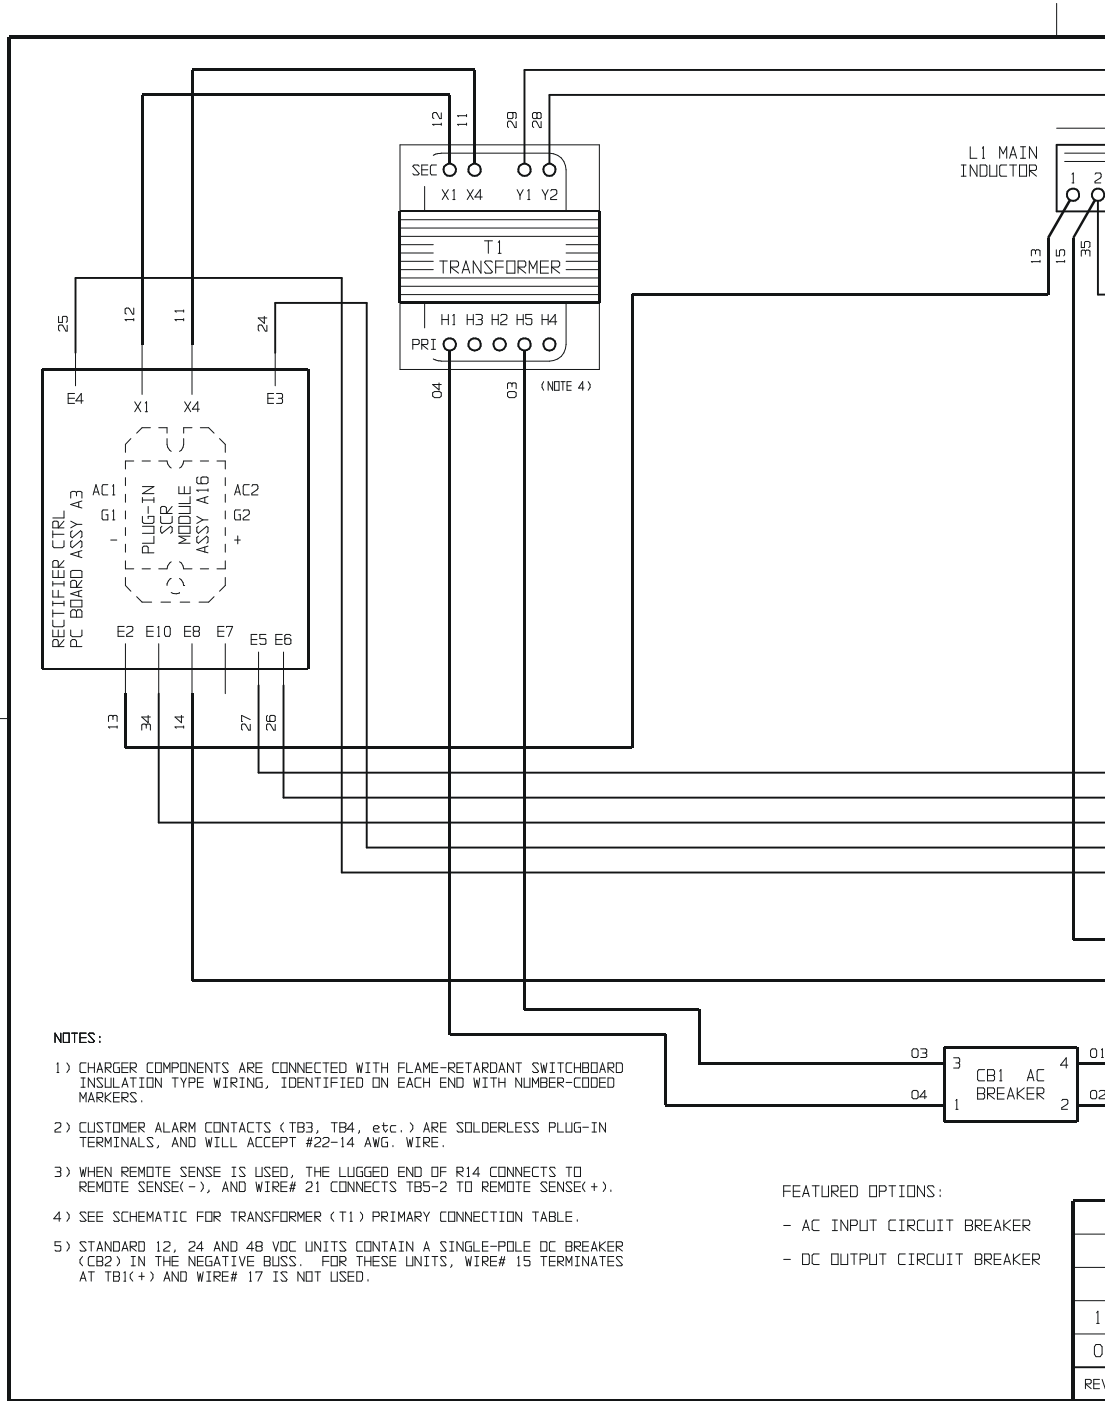 12
11
29
28
SEC
X1 X4
Y1 Y2
T1
TRANSFORMER
H1 H3 H2 H5 H4
PRI
04
03
(NOTE 4)
L1 MAIN
INDUCTOR
1 2
13
15
35
25
12
11
24
E4
X1
X4
E3
RECTIFIER CTRL
PC BOARD ASSY A3
AC1
G1
-
PLUG-IN
SCR
MODULE
ASSY A16
AC2
G2
+
E2 E10 E8 E7 E5 E6
13
34
14
27
26
NOTES:
1) CHARGER COMPONENTS ARE CONNECTED WITH FLAME-RETARDANT SWITCHBOARD
INSULATION TYPE WIRING, IDENTIFIED ON EACH END WITH NUMBER-CODED
MARKERS.
2) CUSTOMER ALARM CONTACTS (TB3, TB4, etc.) ARE SOLDERLESS PLUG-IN
TERMINALS, AND WILL ACCEPT #22-14 AWG. WIRE.
3) WHEN REMOTE SENSE IS USED, THE LUGGED END OF R14 CONNECTS TO
REMOTE SENSE(-), AND WIRE# 21 CONNECTS TB5-2 TO REMOTE SENSE(+).
4) SEE SCHEMATIC FOR TRANSFORMER (T1) PRIMARY CONNECTION TABLE.
5) STANDARD 12, 24 AND 48 VDC UNITS CONTAIN A SINGLE-POLE DC BREAKER
(CB2) IN THE NEGATIVE BUSS. FOR THESE UNITS, WIRE# 15 TERMINATES
AT TB1(+) AND WIRE# 17 IS NOT USED.
03
04
3
1
CB1 AC
BREAKER
4
2
01
02
FEATURED OPTIONS:
- AC INPUT CIRCUIT BREAKER
- DC OUTPUT CIRCUIT BREAKER
1
0
REV